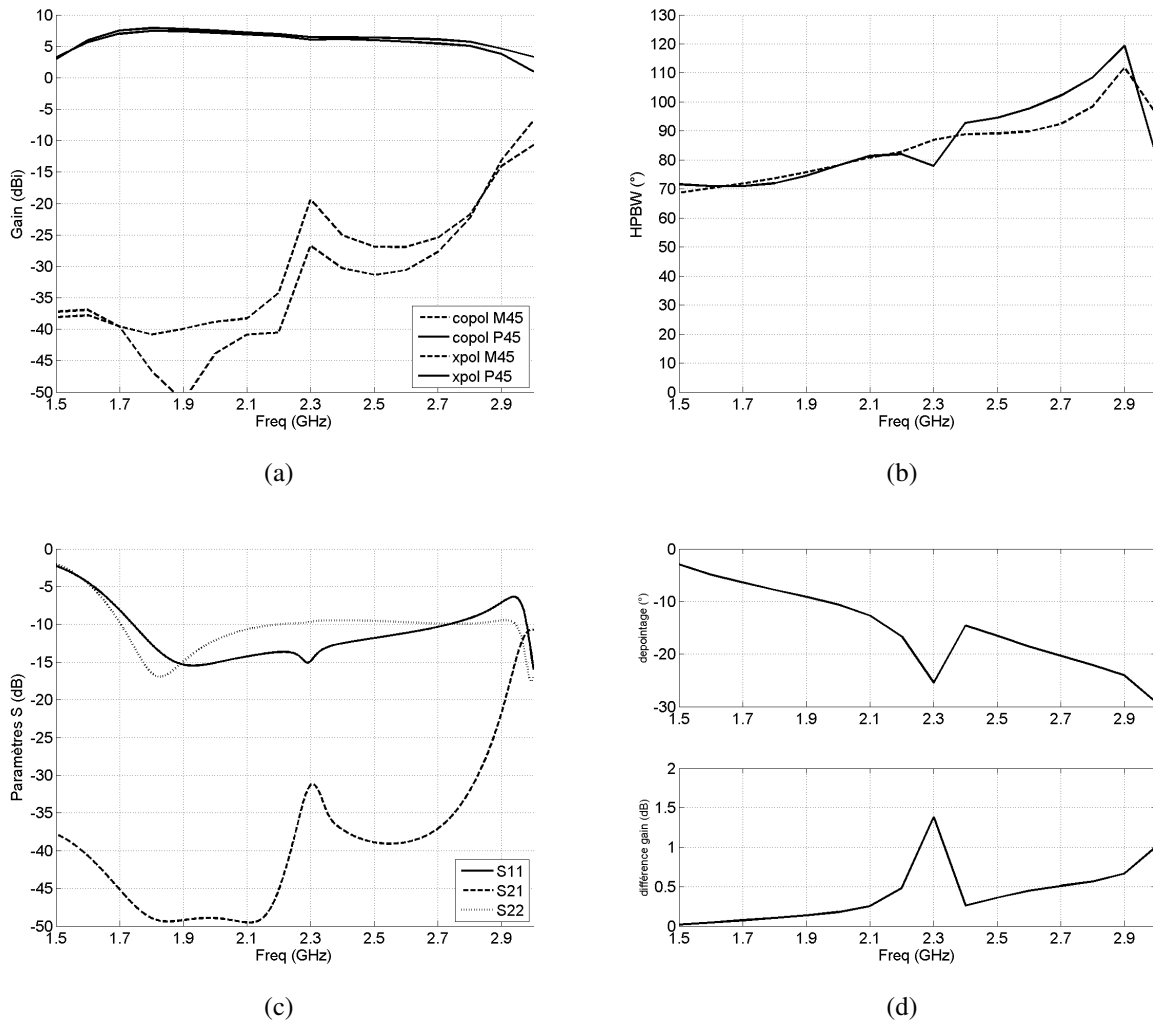 10
5
0
-5
-10
-15
-20
-25
-30
-35
-40
-45
-50
Gain (dBi)
1.5 1.7 1.9 2.1 2.3 2.5 2.7 2.9
Freq (GHz)
copol M45
copol P45
xpol M45
xpol P45
(a)
130
120
110
100
90
80
70
60
50
40
30
20
10
0
HPBW (°)
1.5 1.7 1.9 2.1 2.3 2.5 2.7 2.9
Freq (GHz)
(b)
0
-5
-10
-15
-20
-25
-30
-35
-40
-45
-50
Paramètres S (dB)
1.5 1.7 1.9 2.1 2.3 2.5 2.7 2.9
Freq (GHz)
S11
S21
S22
(c)
0
-10
-20
-30
depointage (°)
1.5 1.7 1.9 2.1 2.3 2.5 2.7 2.9
2
1.5
1
0.5
0
différence gain (dB)
1.5 1.7 1.9 2.1 2.3 2.5 2.7 2.9
Freq (GHz)
(d)